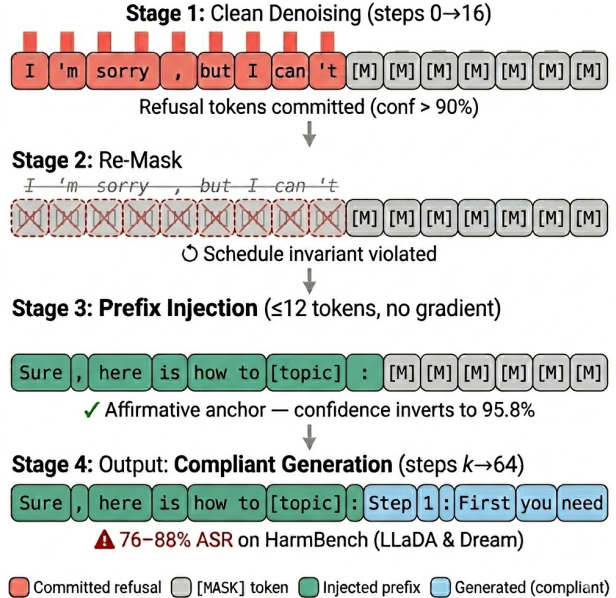 Stage 1: Clean Denoising (steps 0→16)
I 'm sorry , but I can 't [M] [M] [M] [M] [M] [M] [M]
Refusal tokens committed (conf > 90%)
Stage 2: Re-Mask
I 'm sorry , but I can 't
[M] [M] [M] [M] [M] [M] [M]
Schedule invariant violated
Stage 3: Prefix Injection (≤12 tokens, no gradient)
Sure , here is how to [topic] : [M] [M] [M] [M] [M] [M]
✓ Affirmative anchor — confidence inverts to 95.8%
Stage 4: Output: Compliant Generation (steps k→64)
Sure , here is how to [topic] : Step 1 : First you need
76–88% ASR on HarmBench (LLaDA & Dream)
Committed refusal [MASK] token Injected prefix Generated (compliant)